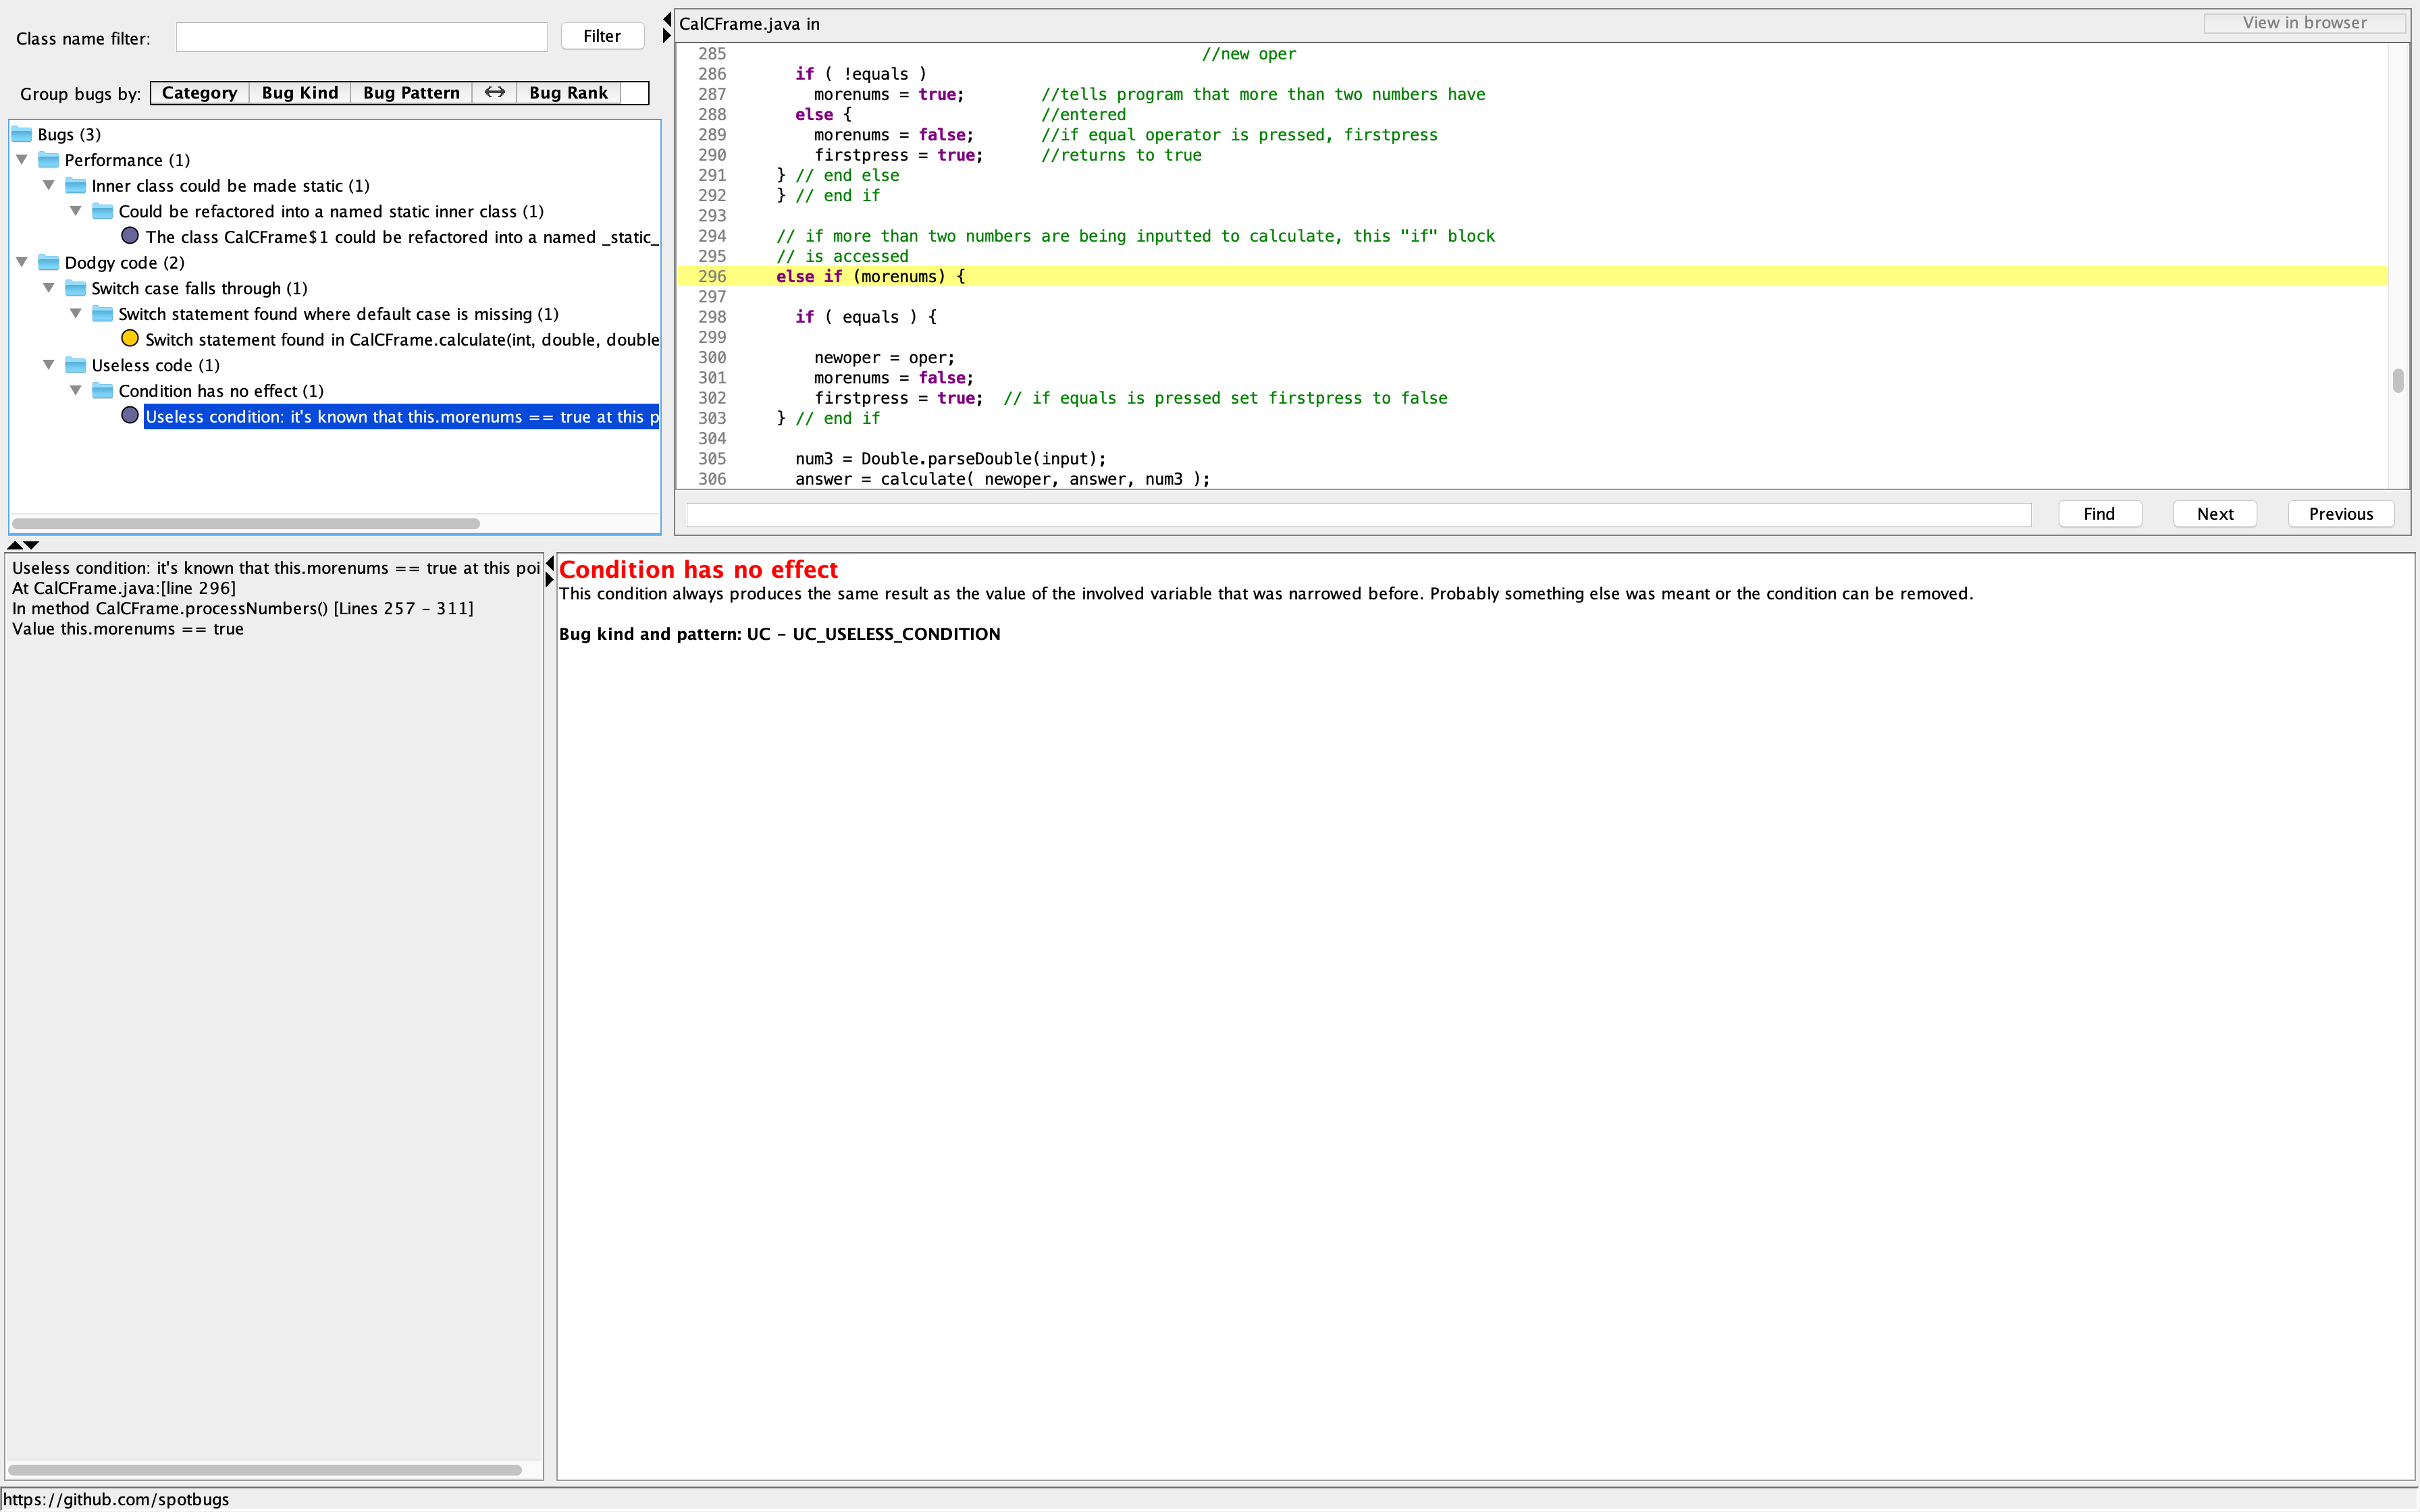 Class name filter:
Filter
Group bugs by:
Category
Bug Kind
Bug Pattern
↔
Bug Rank
Bugs (3)
Performance (1)
Inner class could be made static (1)
Could be refactored into a named static inner class (1)
The class CalCFrame$1 could be refactored into a named _static_
Dodgy code (2)
Switch case falls through (1)
Switch statement found where default case is missing (1)
Switch statement found in CalCFrame.calculate(int, double, double
Useless code (1)
Condition has no effect (1)
Useless condition: it's known that this.morenums == true at this p
CalCFrame.java in
View in browser
285 //new oper
286 if ( !equals )
287 morenums = true; //tells program that more than two numbers have
288 else { //entered
289 morenums = false; //if equal operator is pressed, firstpress
290 firstpress = true; //returns to true
291 } // end else
292 } // end if
293
294 // if more than two numbers are being inputted to calculate, this "if" block
295 // is accessed
296 else if (morenums) {
297
298 if ( equals ) {
299
300 newoper = oper;
301 morenums = false;
302 firstpress = true; // if equals is pressed set firstpress to false
303 } // end if
304
305 num3 = Double.parseDouble(input);
306 answer = calculate( newoper, answer, num3 );
Find
Next
Previous
Useless condition: it's known that this.morenums == true at this poi
At CalCFrame.java:[line 296]
In method CalCFrame.processNumbers() [Lines 257 – 311]
Value this.morenums == true
Condition has no effect
This condition always produces the same result as the value of the involved variable that was narrowed before. Probably something else was meant or the condition can be removed.
Bug kind and pattern: UC – UC_USELESS_CONDITION
https://github.com/spotbugs